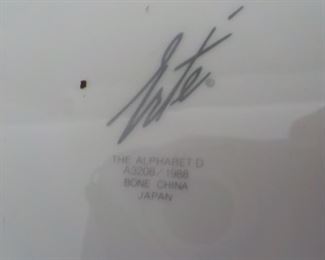 Erté ©
THE ALPHABET:D
A3208/1988
BONE CHINA
JAPAN